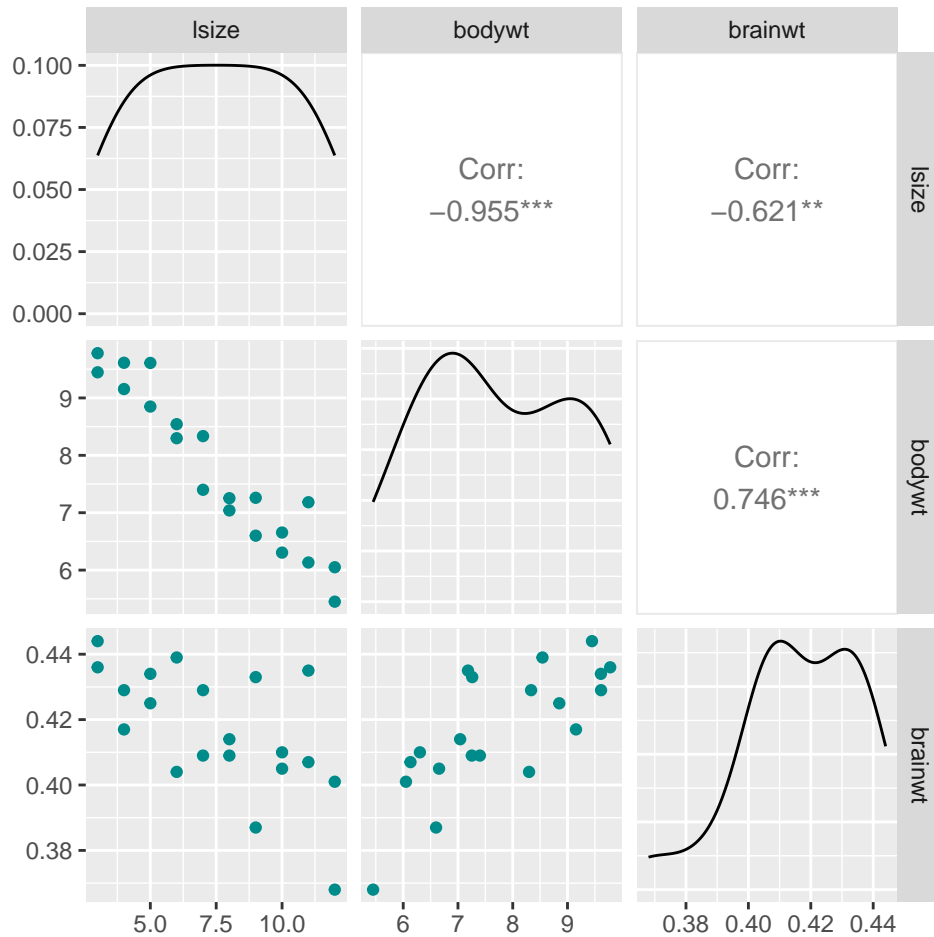 lsize
bodywt
brainwt
0.100
0.075
0.050
0.025
0.000
Corr:
−0.955***
Corr:
−0.621**
lsize
9
8
7
6
Corr:
0.746***
bodywt
0.44
0.42
0.40
0.38
brainwt
5.0 7.5 10.0
6 7 8 9
0.38 0.40 0.42 0.44